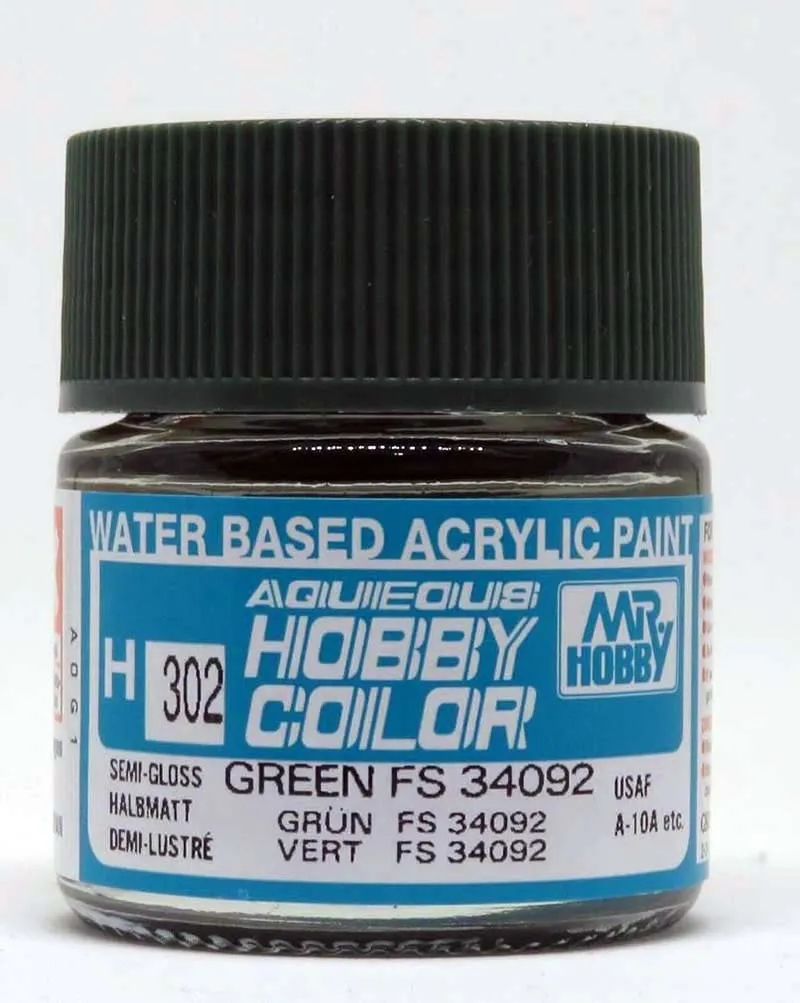 WATER BASED ACRYLIC PAINT
AQUEOUS
HOBBY
COLOR
H 302
MR. HOBBY
SEMI-GLOSS
HALBMATT
DEMI-LUSTRÉ
GREEN FS 34092
GRÜN FS 34092
VERT FS 34092
USAF
A-10A etc.
A0G1